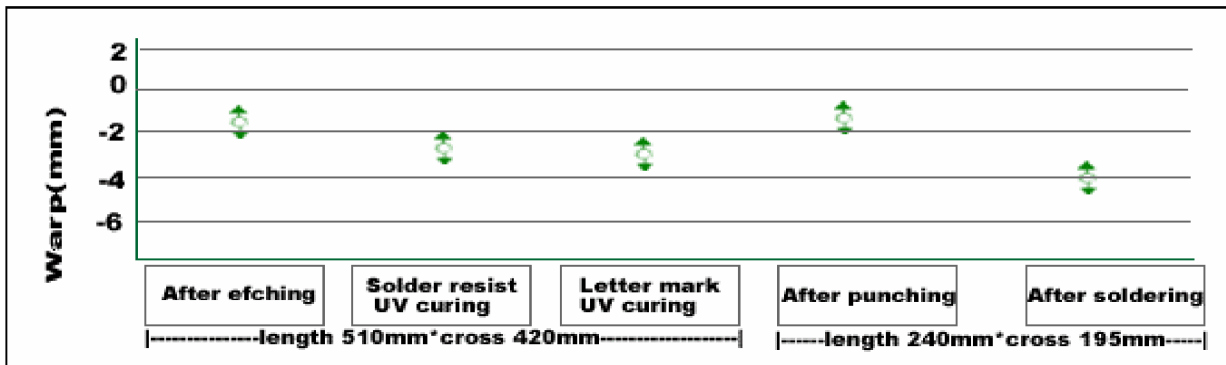 2
0
-2
-4
-6
Warp(mm)
After efching
Solder resist
UV curing
Letter mark
UV curing
After punching
After soldering
|----------------length 510mm*cross 420mm--------------------|
|------length 240mm*cross 195mm-----|